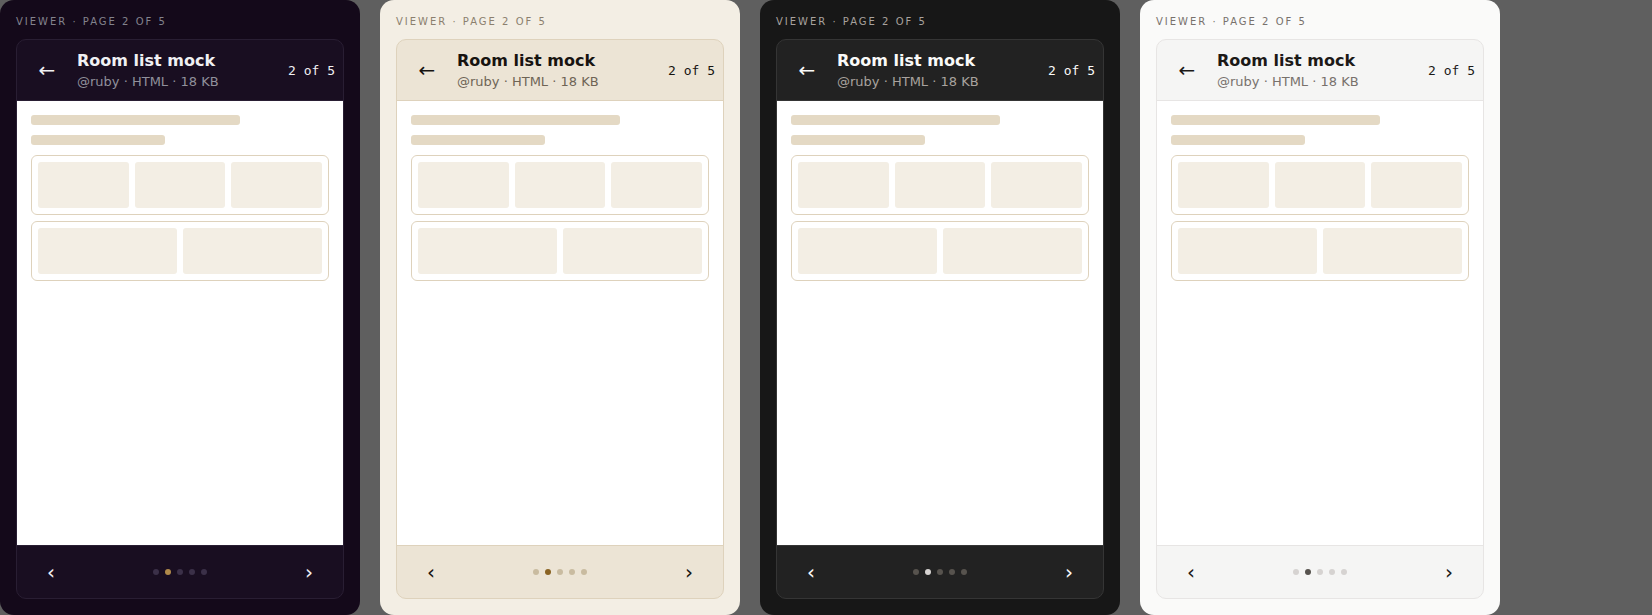 VIEWER · PAGE 2 OF 5
← Room list mock
@ruby · HTML · 18 KB
2 of 5
‹ ›
VIEWER · PAGE 2 OF 5
← Room list mock
@ruby · HTML · 18 KB
2 of 5
‹ ›
VIEWER · PAGE 2 OF 5
← Room list mock
@ruby · HTML · 18 KB
2 of 5
‹ ›
VIEWER · PAGE 2 OF 5
← Room list mock
@ruby · HTML · 18 KB
2 of 5
‹ ›